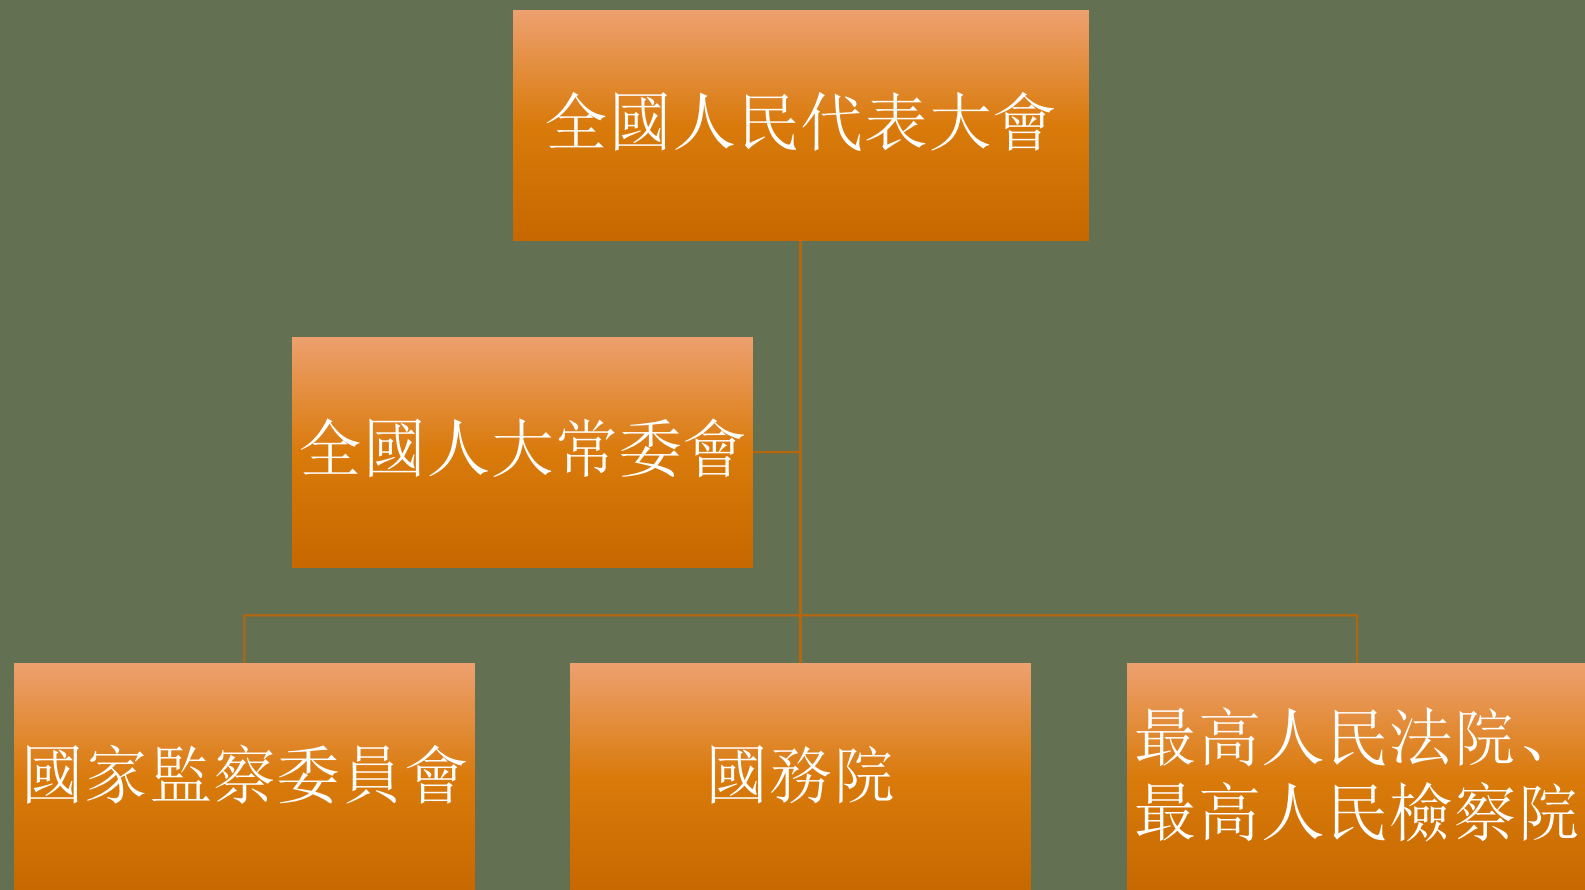 全國人民代表大會
全國人大常委會
國家監察委員會
國務院
最高人民法院、
最高人民檢察院